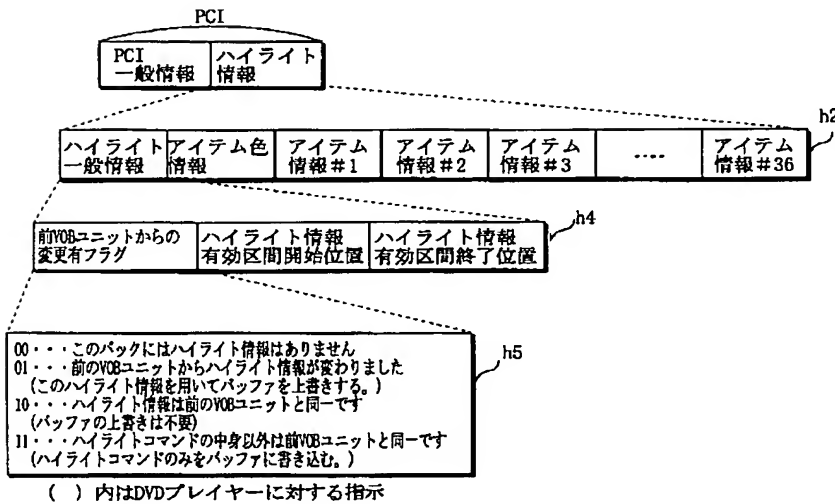 PCI
PCI
一般情報
ハイライト
情報
h2
ハイライト
一般情報
アイテム色
情報
アイテム
情報#1
アイテム
情報#2
アイテム
情報#3
....
アイテム
情報#36
h4
前VOBユニットからの
変更有フラグ
ハイライト情報
有効区間開始位置
ハイライト情報
有効区間終了位置
h5
00・・・このパックにはハイライト情報はありません
01・・・前のVOBユニットからハイライト情報が変わりました
(このハイライト情報を用いてバッファを上書きする。)
10・・・ハイライト情報は前のVOBユニットと同一です
(バッファの上書きは不要)
11・・・ハイライトコマンドの中身以外は前VOBユニットと同一です
(ハイライトコマンドのみをバッファに書き込む。)
( ) 内はDVDプレイヤーに対する指示